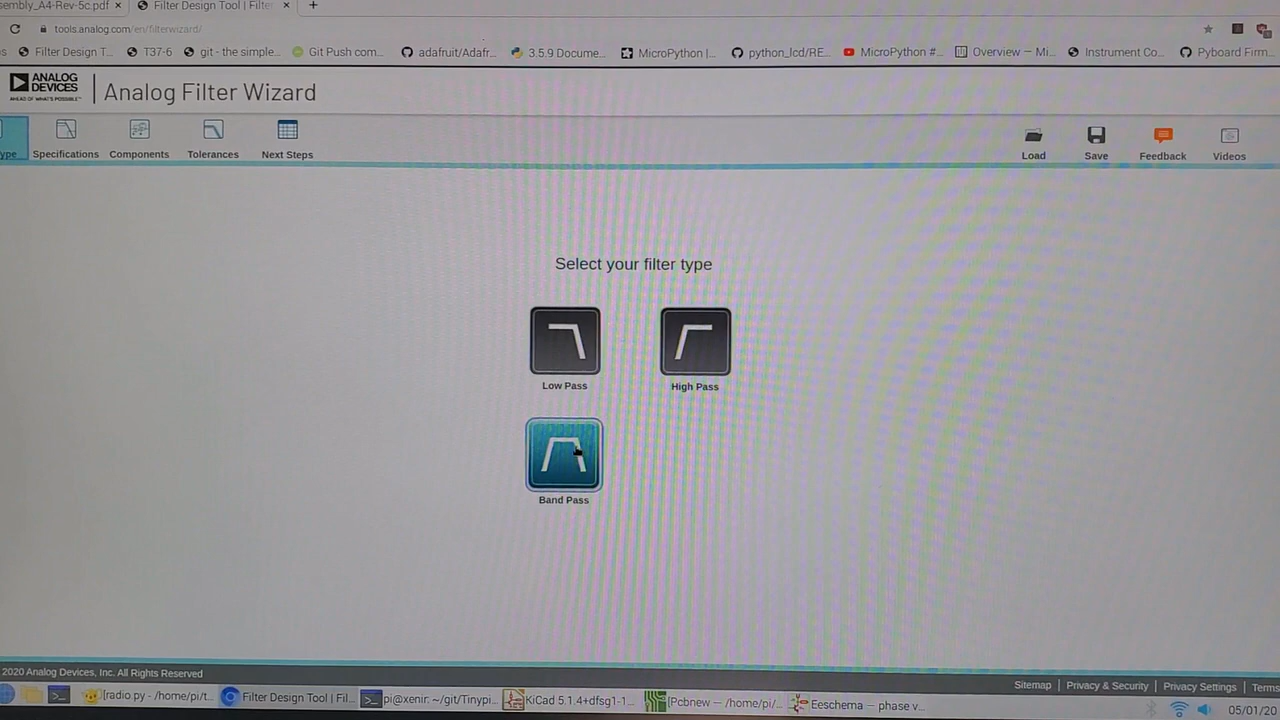 sembly_A4-Rev-5c.pdf × Filter Design Tool | Filter × +
tools.analog.com/en/filterwizard/
Filter Design T... T37-6 git - the simple... Git Push com... adafruit/Adafr... 3.5.9 Docume... MicroPython |... python_lcd/RE... MicroPython #... Overview — Mi... Instrument Co... Pyboard Firm...
ANALOG DEVICES
AHEAD OF WHAT'S POSSIBLE™
Analog Filter Wizard
ype Specifications Components Tolerances Next Steps Load Save Feedback Videos
Select your filter type
Low Pass High Pass
Band Pass
2020 Analog Devices, Inc. All Rights Reserved
Sitemap | Privacy & Security | Privacy Settings | Terms
[radio.py - /home/pi/t... Filter Design Tool | Fil... pi@xenir: ~/git/Tinypi... KiCad 5.1.4+dfsg1-1... [Pcbnew — /home/pi/... Eeschema — phase v... 05/01/20